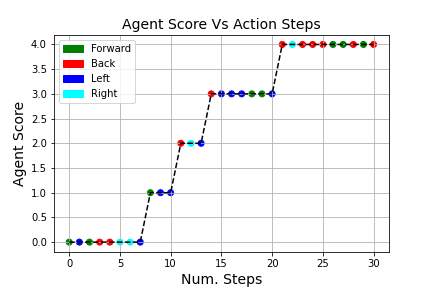 Agent Score Vs Action Steps
Agent Score
4.0
3.5
3.0
2.5
2.0
1.5
1.0
0.5
0.0
Forward
Back
Left
Right
0 5 10 15 20 25 30
Num. Steps